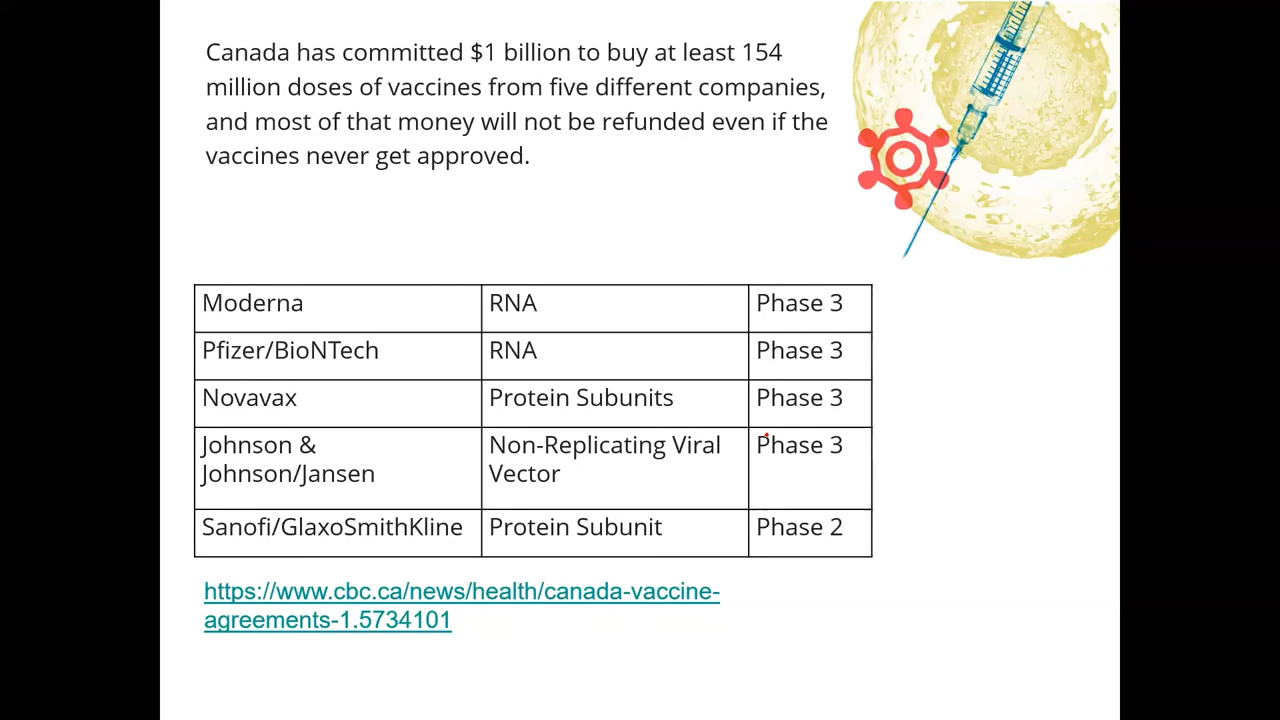 Canada has committed $1 billion to buy at least 154
million doses of vaccines from five different companies,
and most of that money will not be refunded even if the
vaccines never get approved.
Moderna RNA Phase 3
Pfizer/BioNTech RNA Phase 3
Novavax Protein Subunits Phase 3
Johnson & Non-Replicating Viral Phase 3
Johnson/Jansen Vector
Sanofi/GlaxoSmithKline Protein Subunit Phase 2
https://www.cbc.ca/news/health/canada-vaccine-
agreements-1.5734101